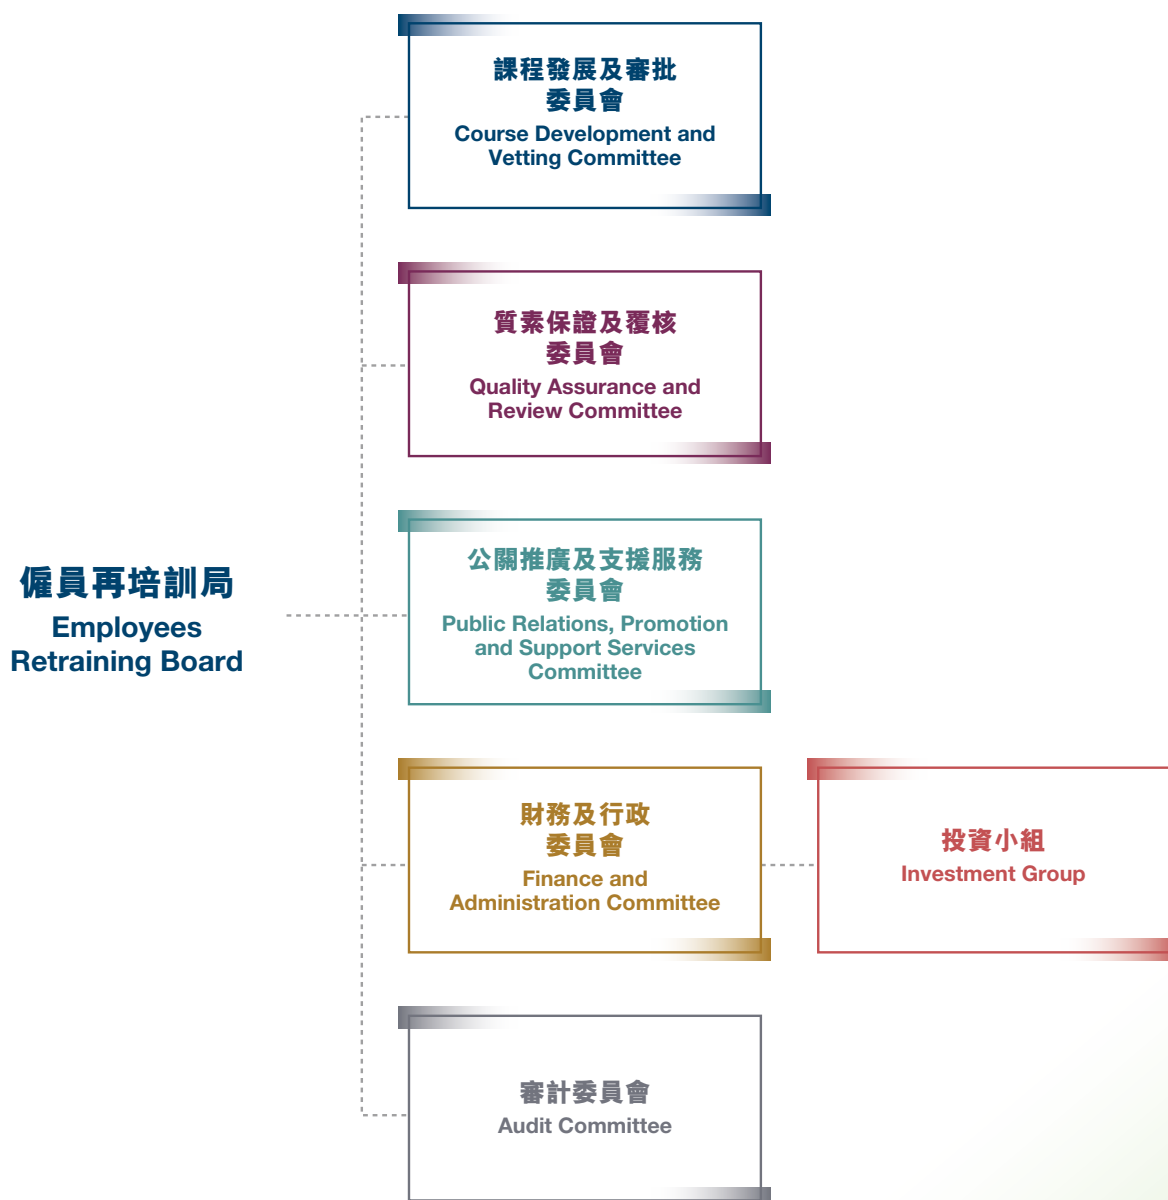 課程發展及審批
委員會
Course Development and
Vetting Committee
質素保證及覆核
委員會
Quality Assurance and
Review Committee
公關推廣及支援服務
委員會
Public Relations, Promotion
and Support Services
Committee
僱員再培訓局
Employees
Retraining Board
財務及行政
委員會
Finance and
Administration Committee
投資小組
Investment Group
審計委員會
Audit Committee